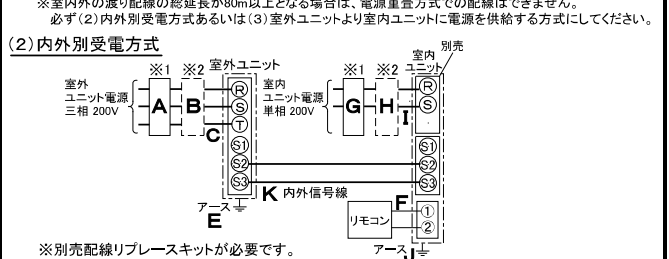 ※室内外の渡り配線の総延長が80m以上となる場合は、電源重畳方式での配線はできません。
必ず(2)内外別受電方式あるいは(3)室外ユニットより室内ユニットに電源を供給する方式にしてください。
(2)内外別受電方式
別売
※1 ※2 室外ユニット ※1 ※2 室内ユニット
室外
ユニット電源
三相 200V
A B C
R
S
T
S1
S2
S3
室内
ユニット電源
単相 200V
G H I
R
S
S1
S2
S3
K 内外信号線
アース
E
リモコン
F
①
②
アース
J
※別売配線リプレースキットが必要です。